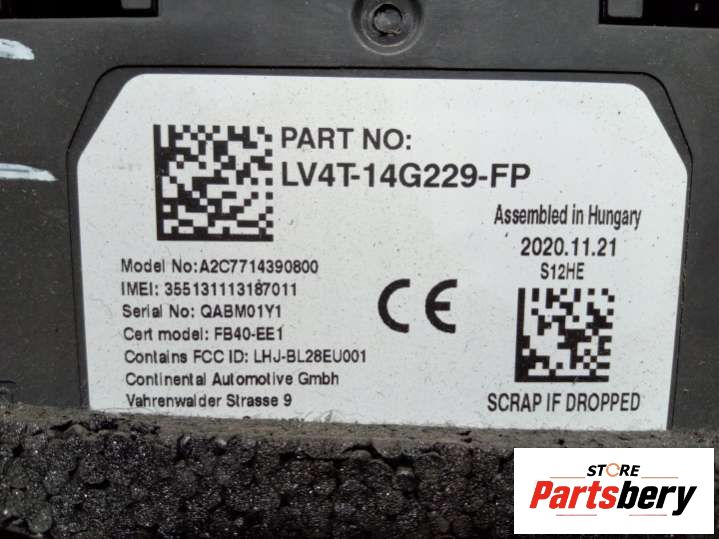 PART NO:
LV4T-14G229-FP
Assembled in Hungary
2020.11.21
S12HE
Model No:A2C7714390800
IMEI: 355131113187011
Serial No: QABM01Y1
Cert model: FB40-EE1
Contains FCC ID: LHJ-BL28EU001
Continental Automotive Gmbh
Vahrenwalder Strasse 9
CE
SCRAP IF DROPPED
STORE
Partsbery